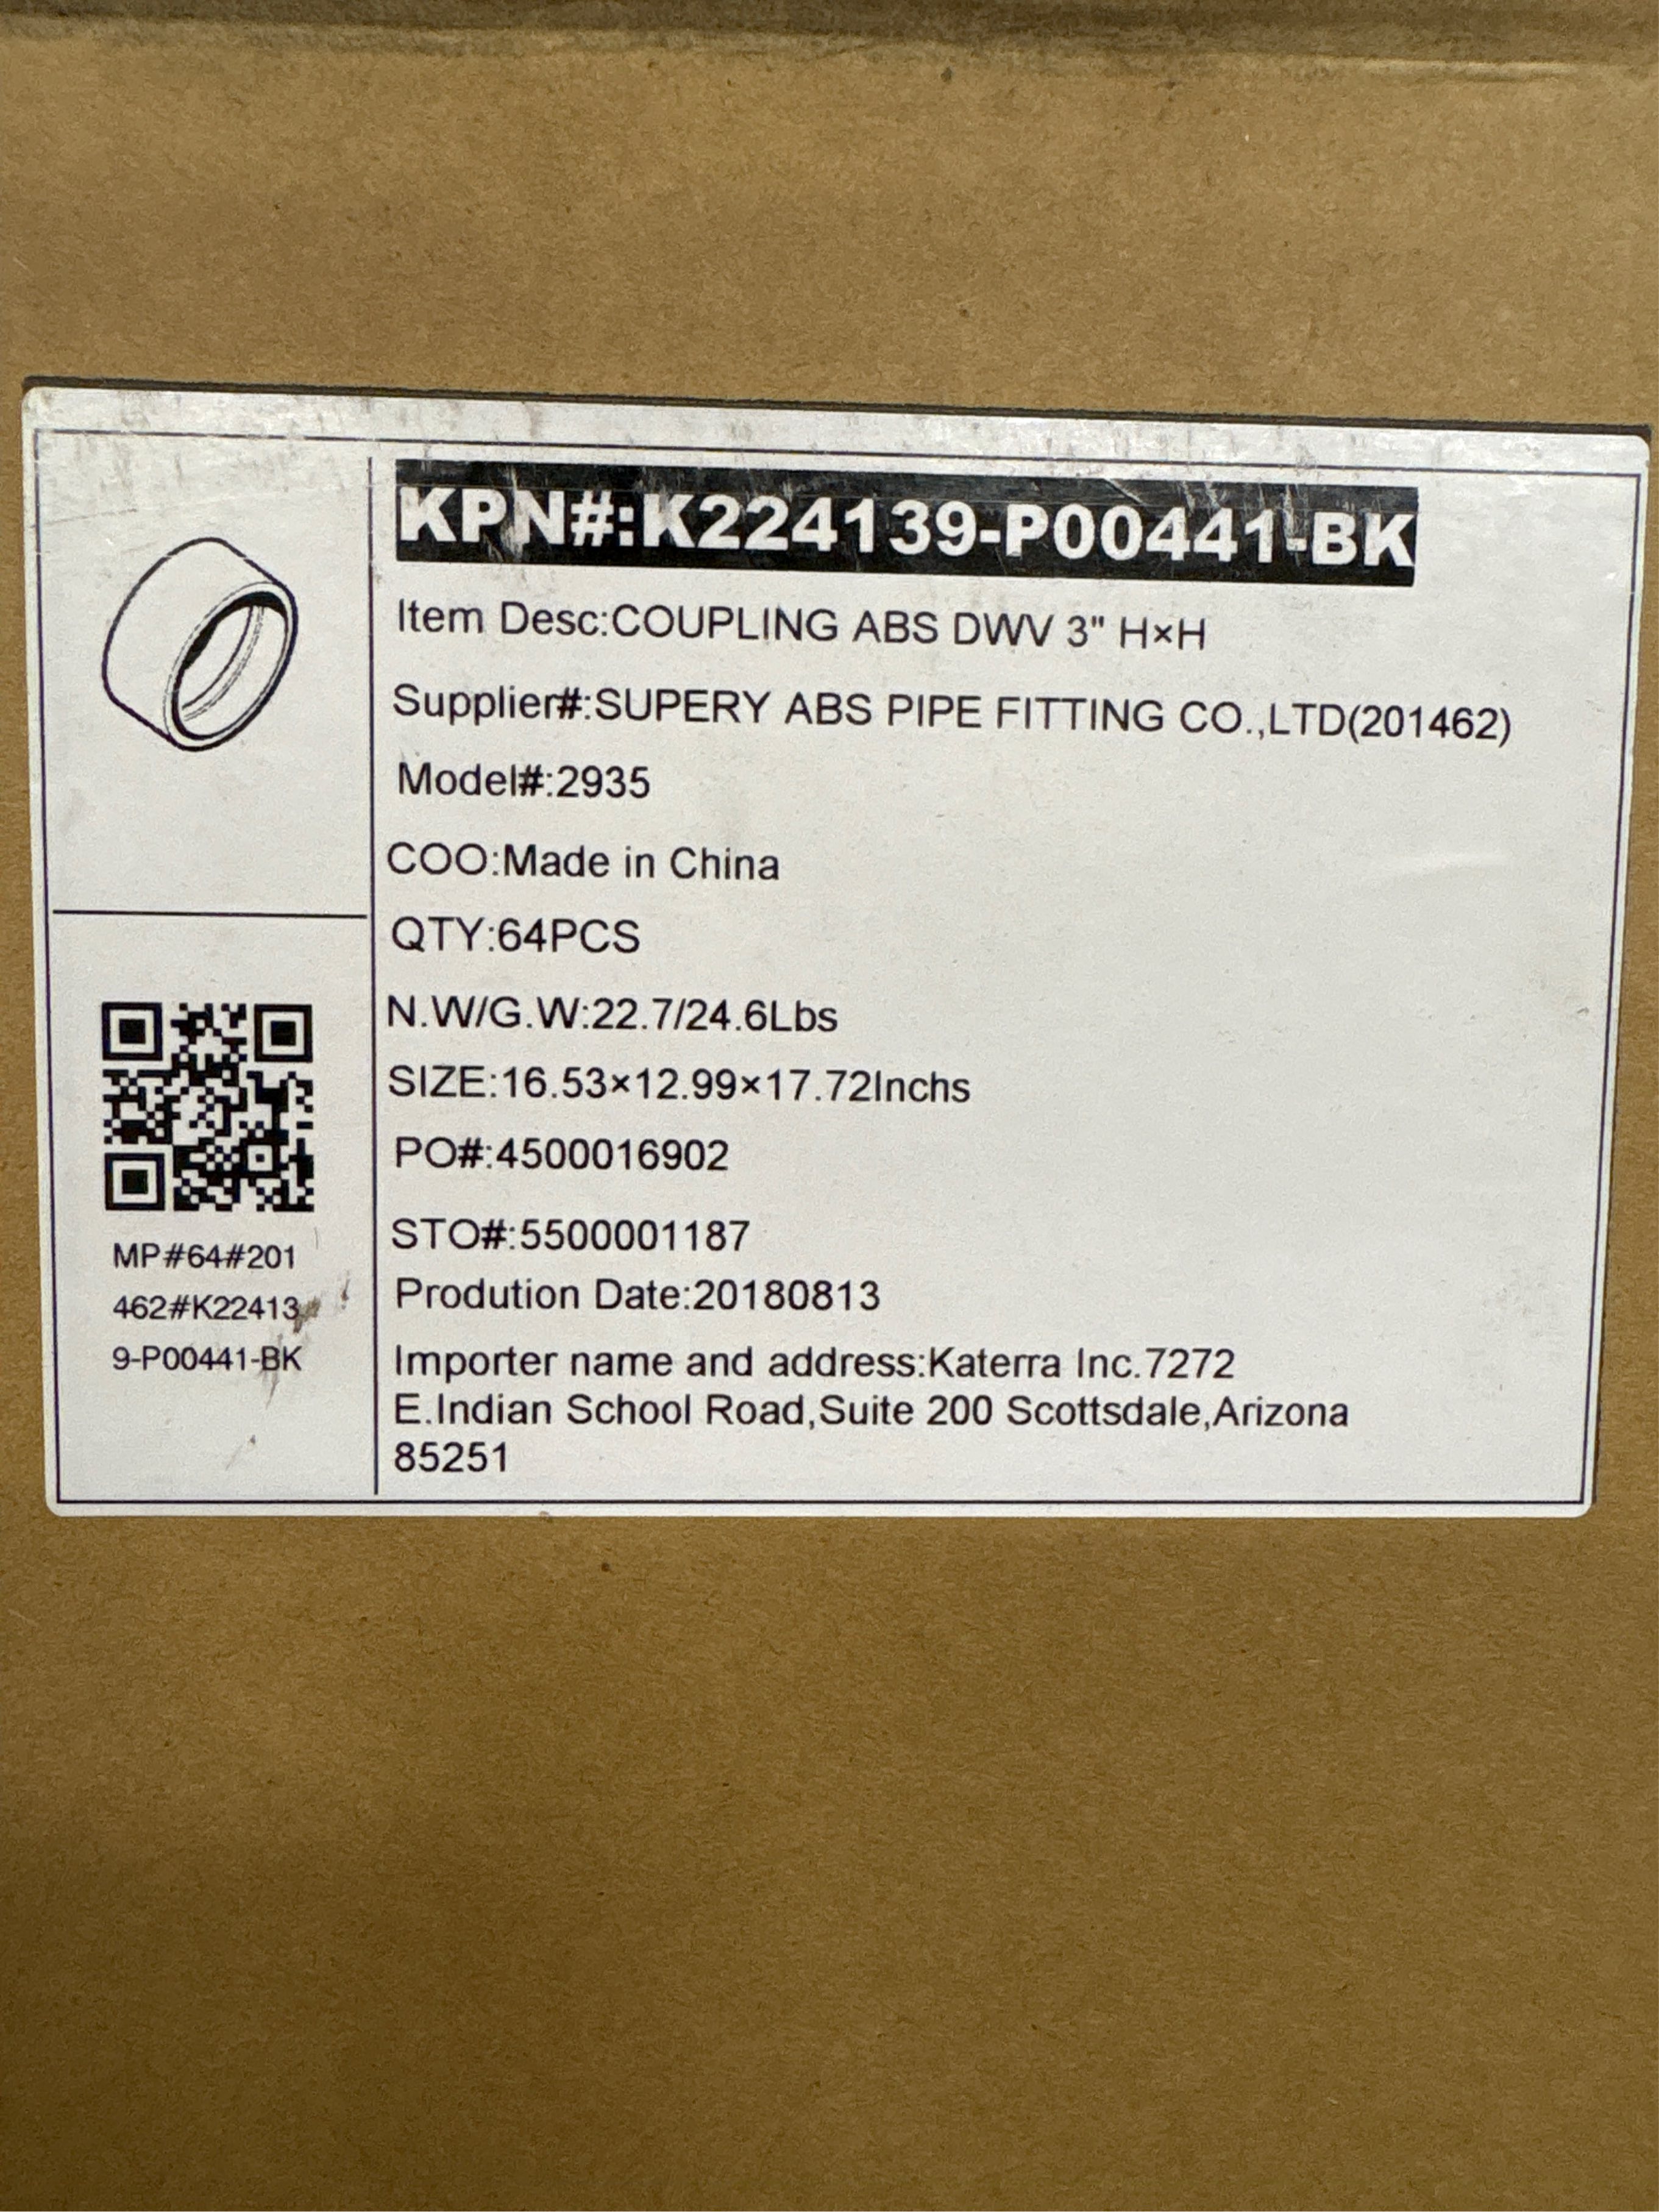 KPN#:K224139-P00441-BK
Item Desc:COUPLING ABS DWV 3" H×H
Supplier#:SUPERY ABS PIPE FITTING CO.,LTD(201462)
Model#:2935
COO:Made in China
QTY:64PCS
N.W/G.W:22.7/24.6Lbs
SIZE:16.53×12.99×17.72Inchs
PO#:4500016902
STO#:5500001187
Prodution Date:20180813
Importer name and address:Katerra Inc.7272
E.Indian School Road,Suite 200 Scottsdale,Arizona
85251
MP#64#201
462#K22413
9-P00441-BK